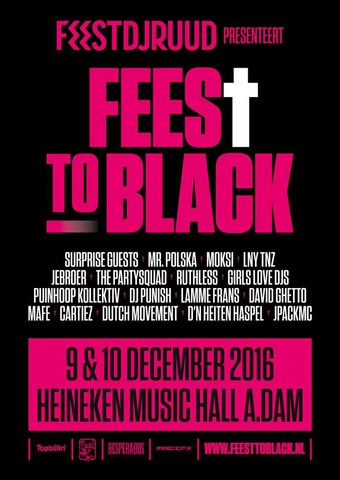 FEESTDJRUUD PRESENTEERT
FEEST
TO BLACK
SURPRISE GUESTS † MR. POLSKA † MOKSI † LNY TNZ
JEBROER † THE PARTYSQUAD † RUTHLESS † GIRLS LOVE DJS
PUINHOOP KOLLEKTIV † DJ PUNISH † LAMME FRANS † DAVID GHETTO
MAFE † CARTIEZ † DUTCH MOVEMENT † D'N HEITEN HASPEL † JPACKMC
9 & 10 DECEMBER 2016
HEINEKEN MUSIC HALL A.DAM
Topbillin' DESPERADOS MAGICFX WWW.FEESTTOBLACK.NL